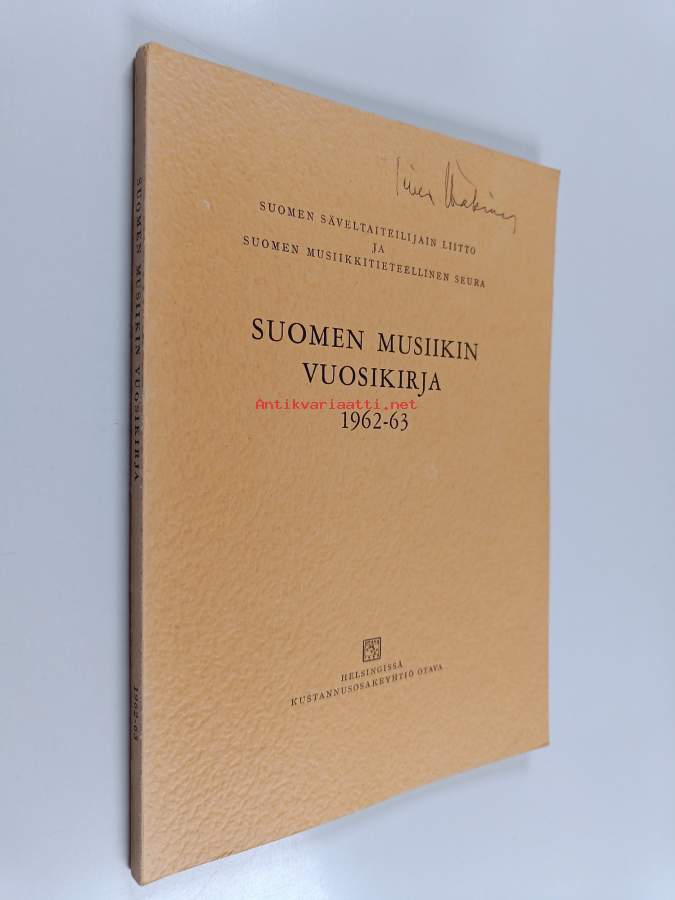 SUOMEN SÄVELTAITEILIJAIN LIITTO
JA
SUOMEN MUSIIKKITIETEELLINEN SEURA
SUOMEN MUSIIKIN
VUOSIKIRJA
Antikvariaatti.net
1962-63
HELSINGISSÄ
KUSTANNUSOSAKEYHTIÖ OTAVA
SUOMEN MUSIIKIN VUOSIKIRJA
1962-63